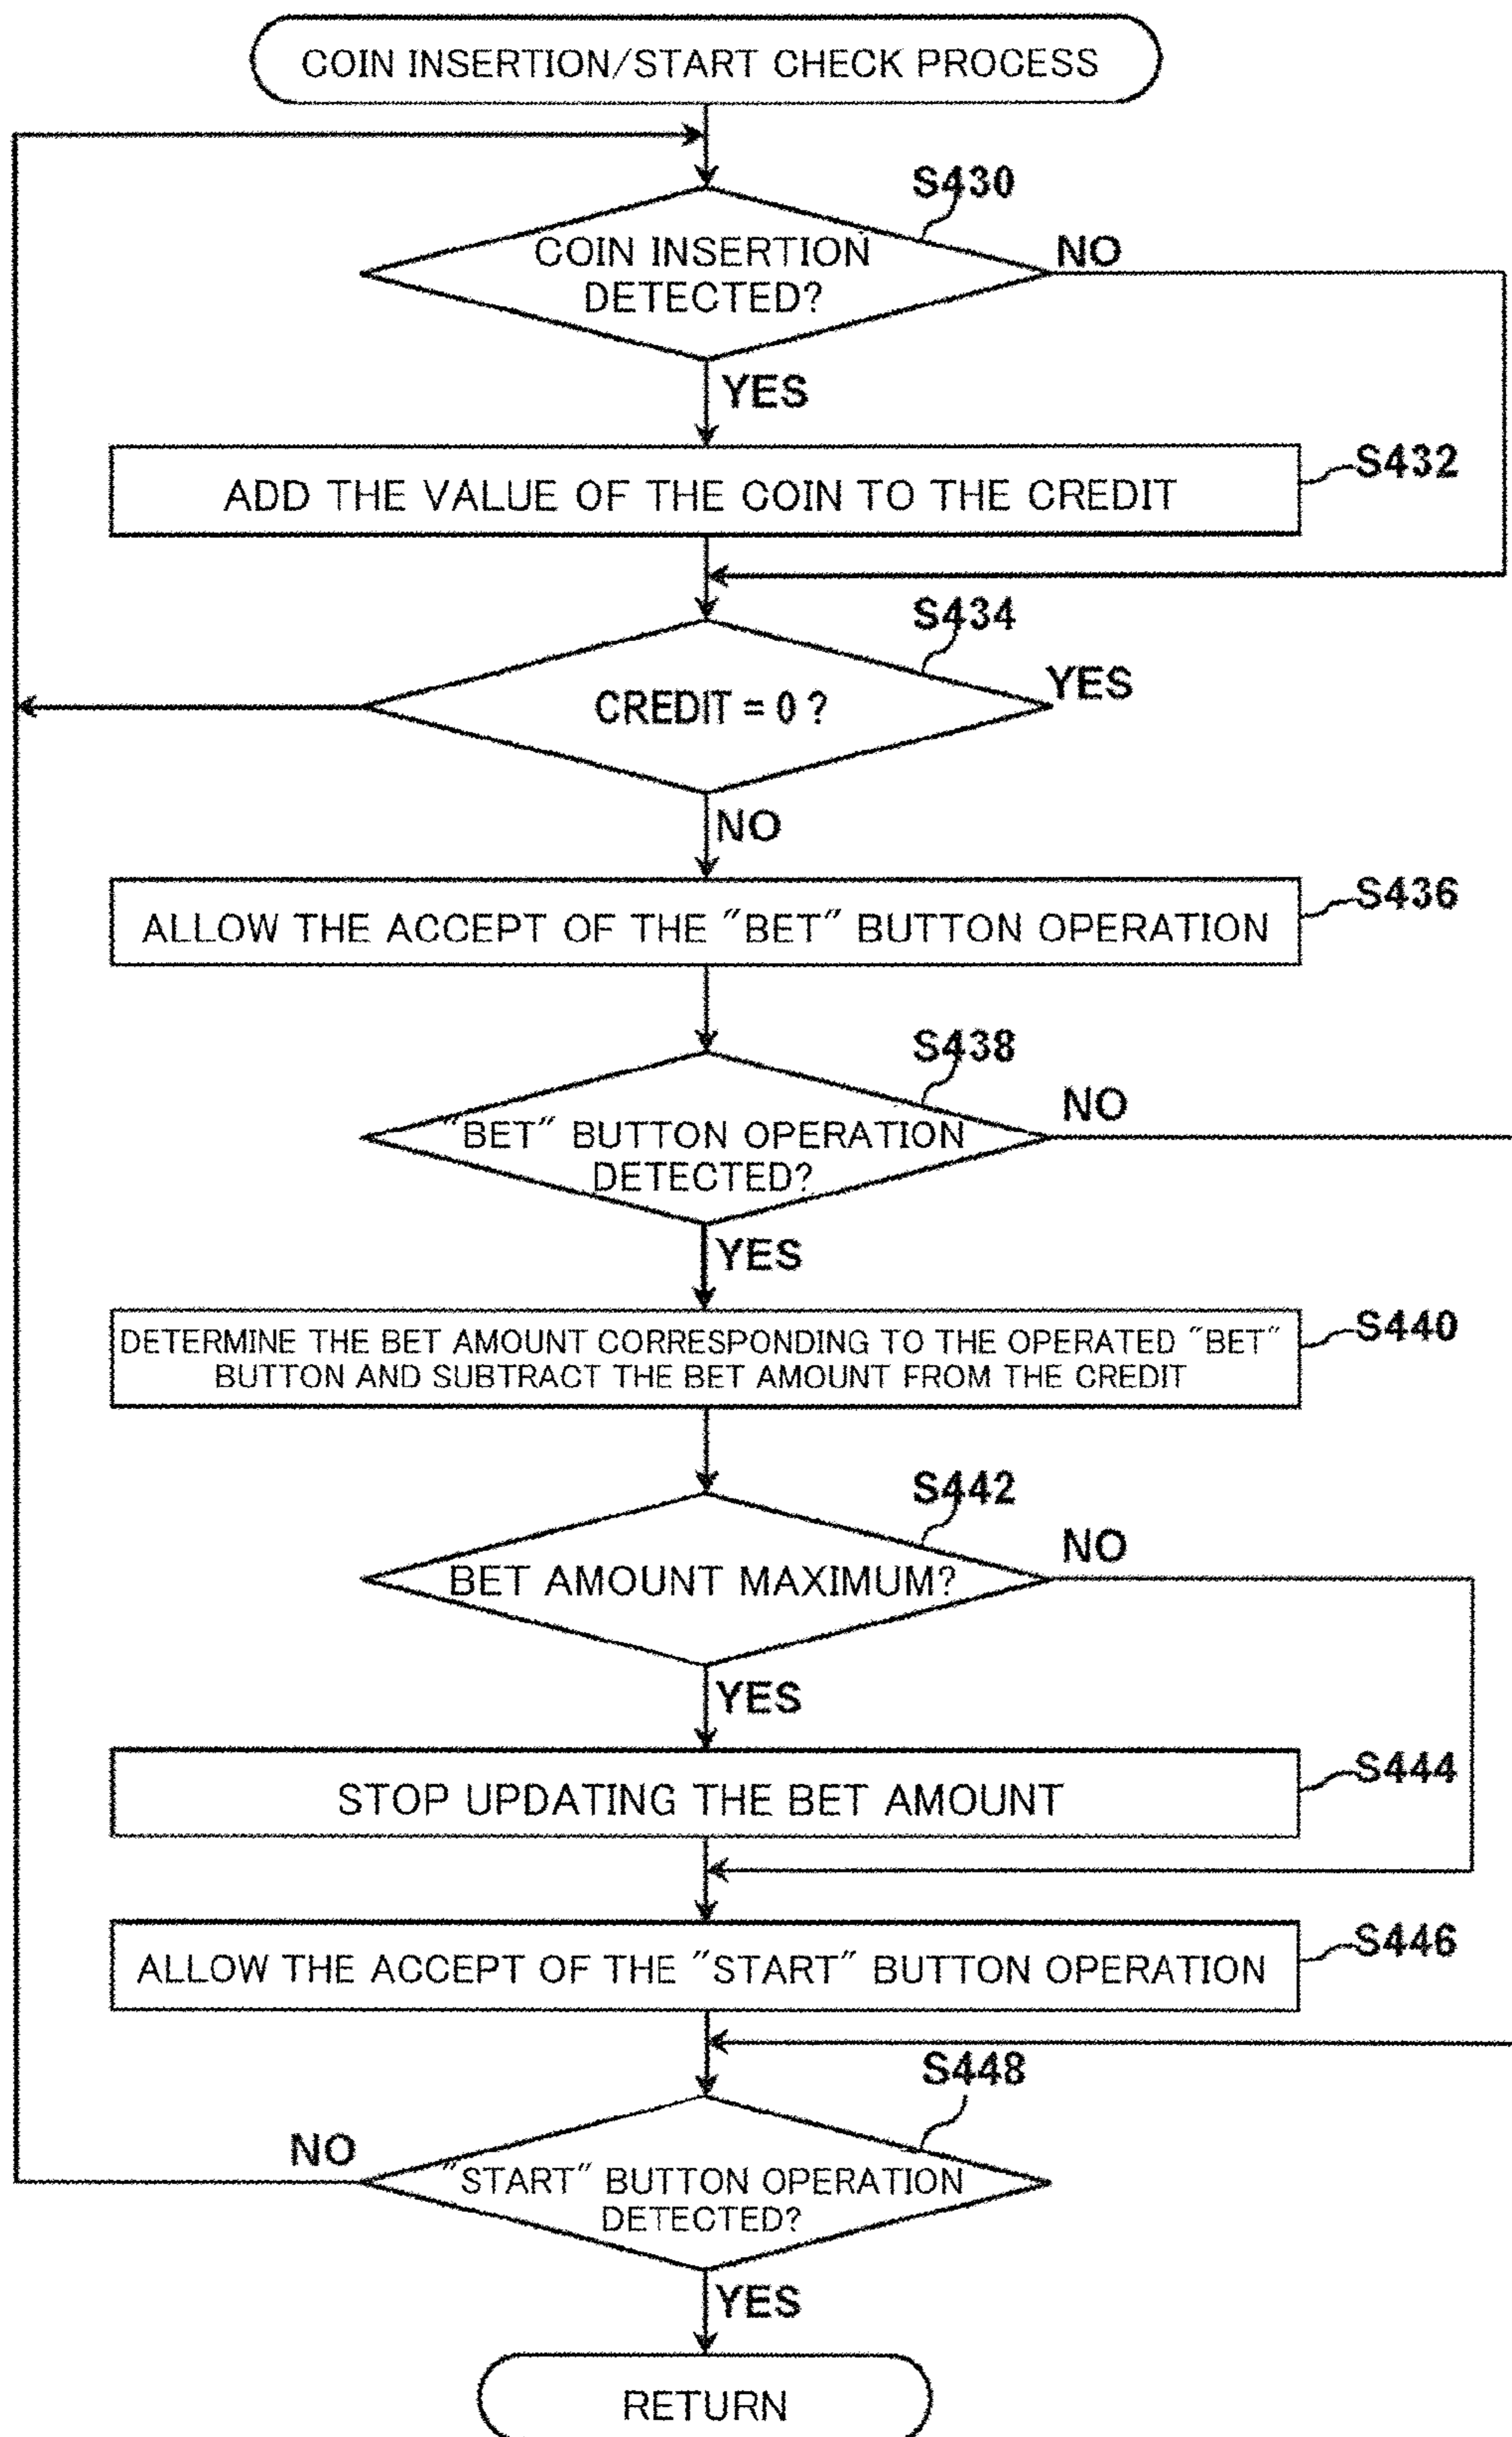 COIN INSERTION/START CHECK PROCESS
S430
COIN INSERTION
DETECTED?
NO
YES
ADD THE VALUE OF THE COIN TO THE CREDIT
S432
S434
CREDIT = 0 ?
YES
NO
ALLOW THE ACCEPT OF THE "BET" BUTTON OPERATION
S436
S438
"BET" BUTTON OPERATION
DETECTED?
NO
YES
DETERMINE THE BET AMOUNT CORRESPONDING TO THE OPERATED "BET"
BUTTON AND SUBTRACT THE BET AMOUNT FROM THE CREDIT
S440
S442
BET AMOUNT MAXIMUM?
NO
YES
STOP UPDATING THE BET AMOUNT
S444
ALLOW THE ACCEPT OF THE "START" BUTTON OPERATION
S446
S448
NO
"START" BUTTON OPERATION
DETECTED?
YES
RETURN